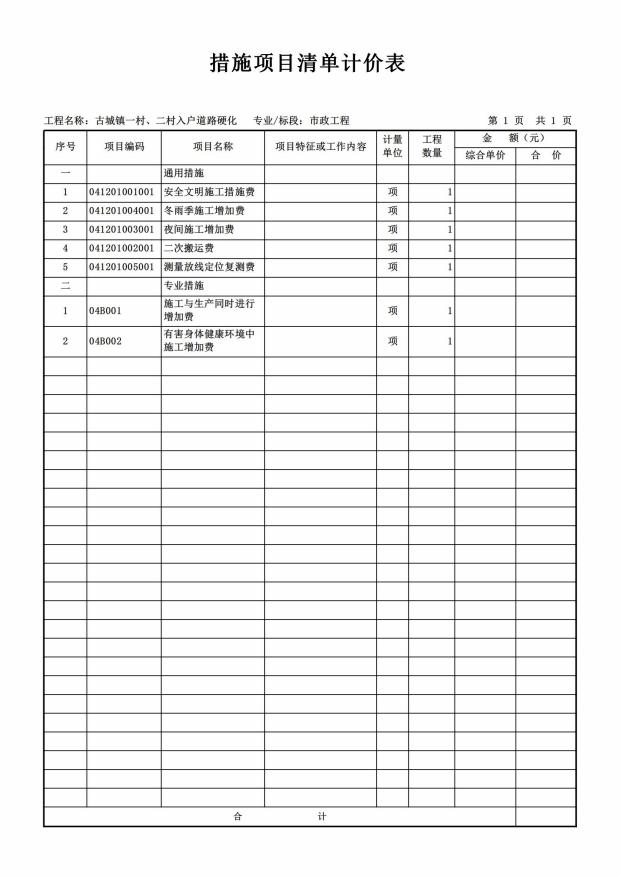 措施项目清单计价表
工程名称：古城镇一村、二村入户道路硬化 专业/标段：市政工程 第 1 页 共 1 页
序号 项目编码 项目名称 项目特征或工作内容 计量单位 工程数量 金 额（元）
综合单价 合 价
一 通用措施
1 041201001001 安全文明施工措施费 项 1
2 041201004001 冬雨季施工增加费 项 1
3 041201003001 夜间施工增加费 项 1
4 041201002001 二次搬运费 项 1
5 041201005001 测量放线定位复测费 项 1
二 专业措施
1 04B001 施工与生产同时进行增加费 项 1
2 04B002 有害身体健康环境中施工增加费 项 1
合 计